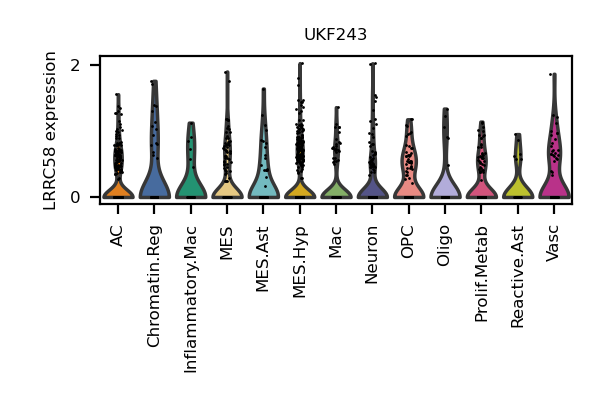 UKF243
LRRC58 expression
2
0
AC
Chromatin.Reg
Inflammatory.Mac
MES
MES.Ast
MES.Hyp
Mac
Neuron
OPC
Oligo
Prolif.Metab
Reactive.Ast
Vasc